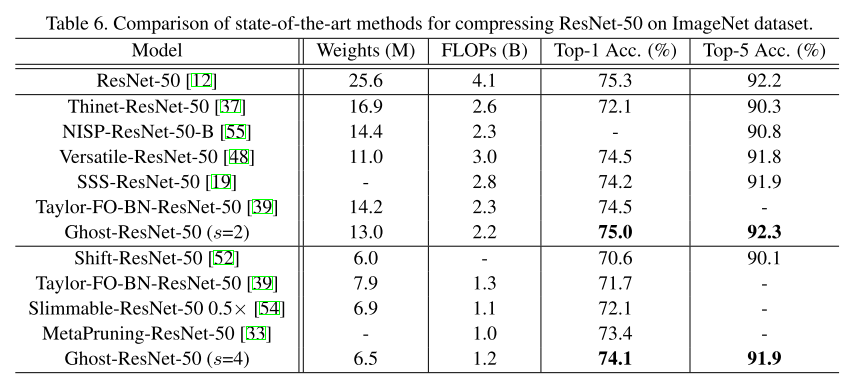 Table 6. Comparison of state-of-the-art methods for compressing ResNet-50 on ImageNet dataset.
Model Weights (M) FLOPs (B) Top-1 Acc. (%) Top-5 Acc. (%)
ResNet-50 [12] 25.6 4.1 75.3 92.2
Thinet-ResNet-50 [37] 16.9 2.6 72.1 90.3
NISP-ResNet-50-B [55] 14.4 2.3 - 90.8
Versatile-ResNet-50 [48] 11.0 3.0 74.5 91.8
SSS-ResNet-50 [19] - 2.8 74.2 91.9
Taylor-FO-BN-ResNet-50 [39] 14.2 2.3 74.5 -
Ghost-ResNet-50 (s=2) 13.0 2.2 75.0 92.3
Shift-ResNet-50 [52] 6.0 - 70.6 90.1
Taylor-FO-BN-ResNet-50 [39] 7.9 1.3 71.7 -
Slimmable-ResNet-50 0.5× [54] 6.9 1.1 72.1 -
MetaPruning-ResNet-50 [33] - 1.0 73.4 -
Ghost-ResNet-50 (s=4) 6.5 1.2 74.1 91.9